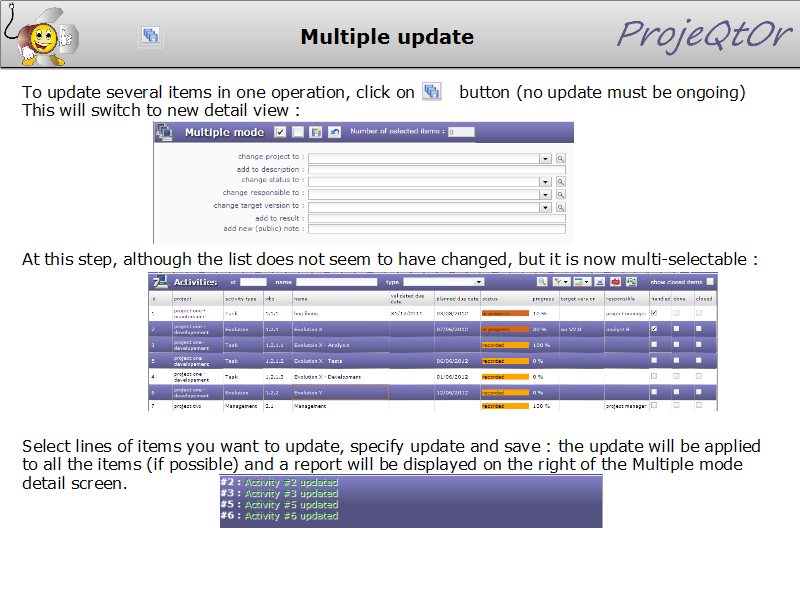 Multiple update
ProjeQtOr
To update several items in one operation, click on button (no update must be ongoing)
This will switch to new detail view :
Multiple mode Number of selected items : 0
change project to :
add to description :
change status to :
change responsible to :
change target version to :
add to result :
add new (public) note :
At this step, although the list does not seem to have changed, but it is now multi-selectable :
7 Activities id name type show closed items
id project activity type wbs name validated due date planned due date status progress target version responsible handled done closed
1 project one - maintenance Task 1.1.1 bug fixing 31/12/2011 in progress 10 % project manager
2 project one - developement Evolution 1.2.1 Evolution X 07/06/2012 in progress 30 % analyst B
3 project one - developement Task 1.2.1.1 Evolution X - Analysis recorded 100 %
5 project one - developement Task 1.2.1.2 Evolution X - Tests 06/06/2012 recorded 0 %
4 project one - developement Task 1.2.1.3 Evolution X - Development 01/06/2012 recorded 0 %
6 project one - developement Evolution 1.2.2 Evolution Y 12/06/2012 recorded 0 %
7 project two Management 2.1 Management recorded 100 % project manager
Select lines of items you want to update, specify update and save : the update will be applied
to all the items (if possible) and a report will be displayed on the right of the Multiple mode
detail screen.
#2 : Activity #2 updated
#3 : Activity #3 updated
#5 : Activity #5 updated
#6 : Activity #6 updated